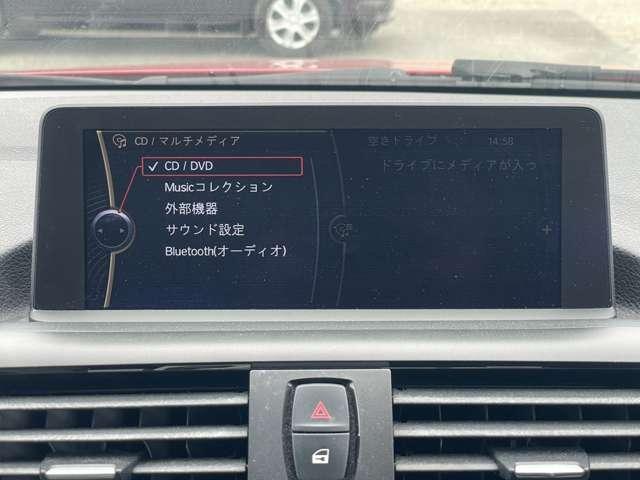 CD / マルチメディア
空きドライブ
14:58
✓ CD / DVD
ドライブにメディアが入っ
Musicコレクション
外部機器
サウンド設定
Bluetooth(オーディオ)